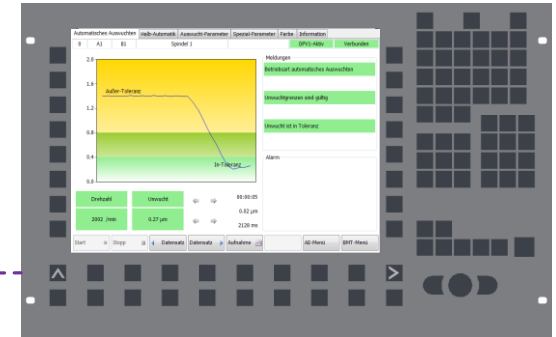 Automatisches Auswuchten Halb-Automatik Auswucht-Parameter Spezial-Parameter Farbe Information
0 A1 B1 Spindel 1 DPV1-Aktiv Verbunden
Meldungen
Betriebsart automatisches Auswuchten
Unwuchtgrenzen sind gültig
Unwucht ist in Toleranz
Alarm
2.0
1.6
1.2
0.8
0.4
0.0
Außer-Toleranz
In-Toleranz
Drehzahl Unwucht 00:00:05
0.02 µm
2002 /min 0.27 µm
2128 ms
Start Stopp Datensatz Datensatz Aufnahme AE-Menü BMT-Menü